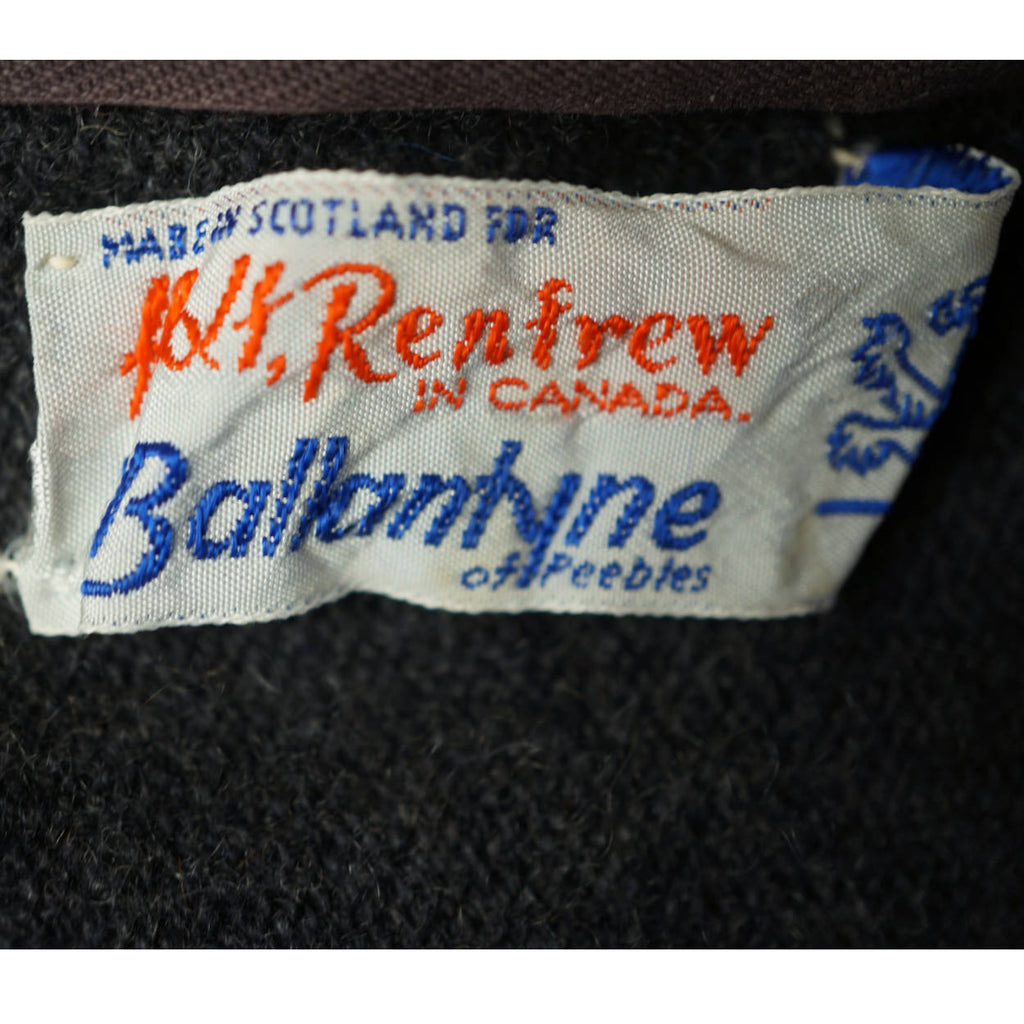 MADE IN SCOTLAND FOR
Holt, Renfrew
IN CANADA.
Ballantyne
of Peebles